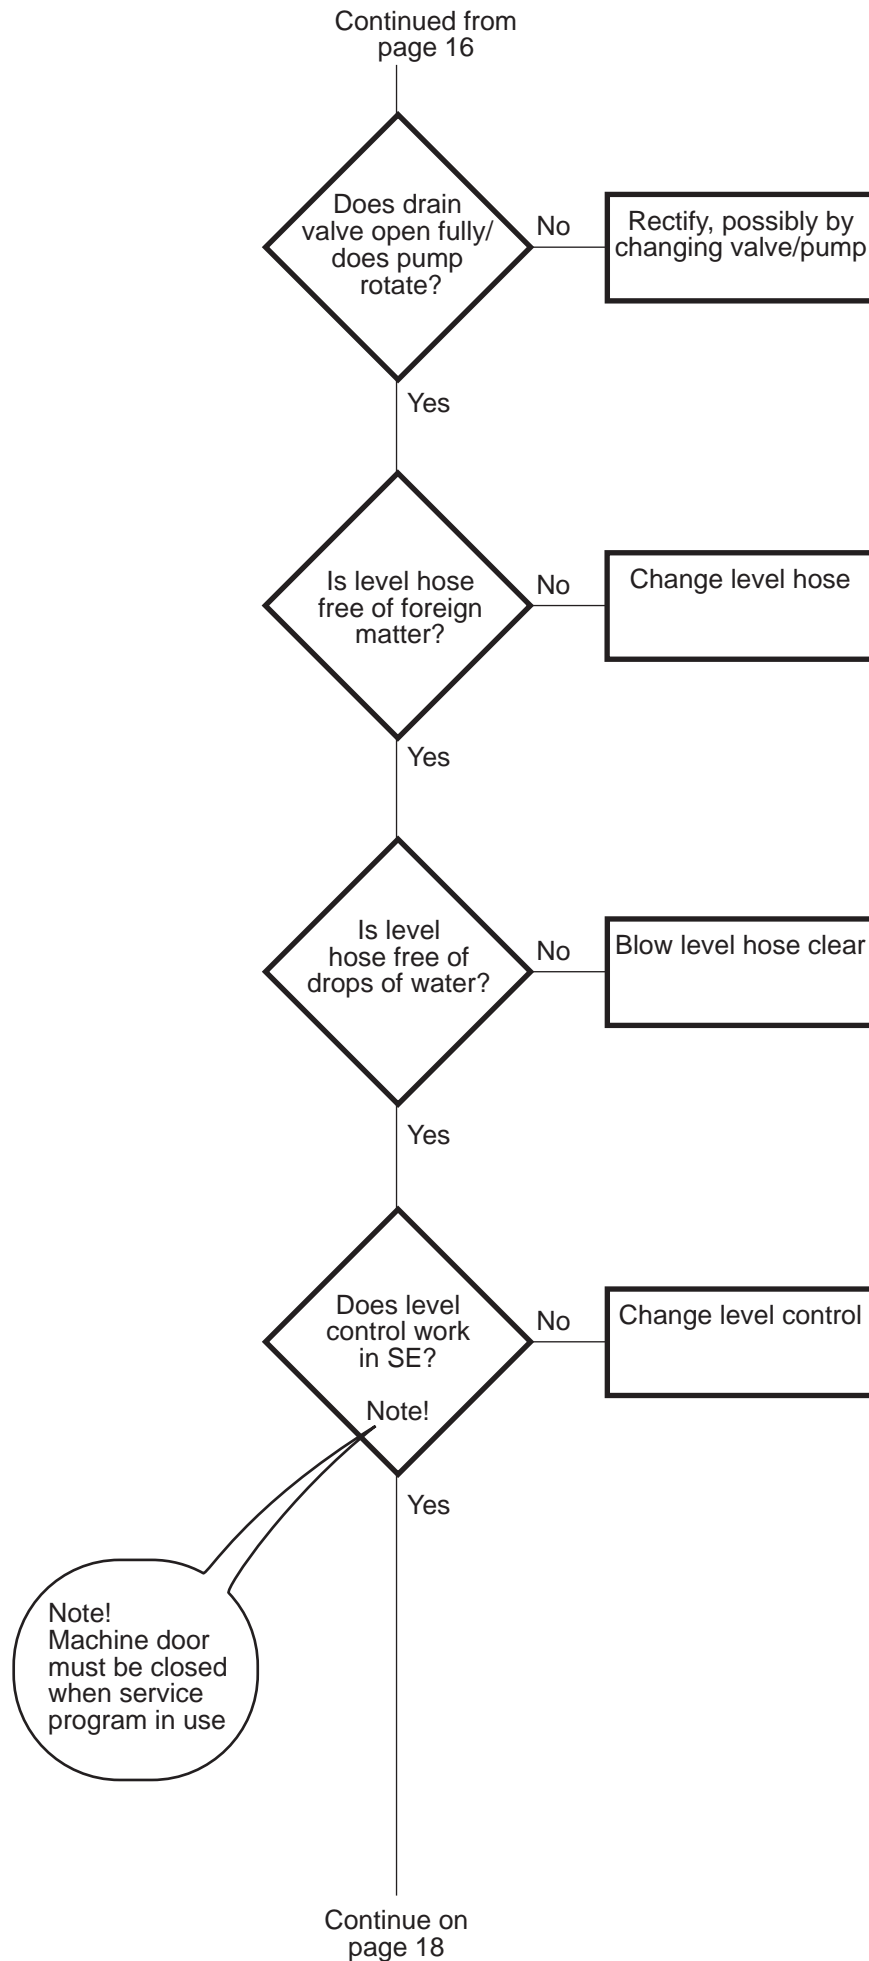 Continued from
page 16
Does drain
valve open fully/
does pump
rotate?
No
Rectify, possibly by
changing valve/pump
Yes
Is level hose
free of foreign
matter?
No
Change level hose
Yes
Is level
hose free of
drops of water?
No
Blow level hose clear
Yes
Does level
control work
in SE?
Note!
No
Change level control
Yes
Note!
Machine door
must be closed
when service
program in use
Continue on
page 18